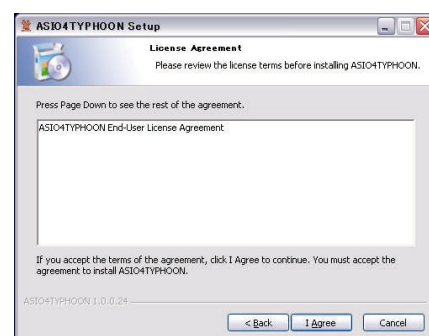 ASIO4TYPHOON Setup
License Agreement
Please review the license terms before installing ASIO4TYPHOON.
Press Page Down to see the rest of the agreement.
ASIO4TYPHOON End-User License Agreement
If you accept the terms of the agreement, click I Agree to continue. You must accept the
agreement to install ASIO4TYPHOON.
ASIO4TYPHOON 1.0.0.24
< Back
I Agree
Cancel